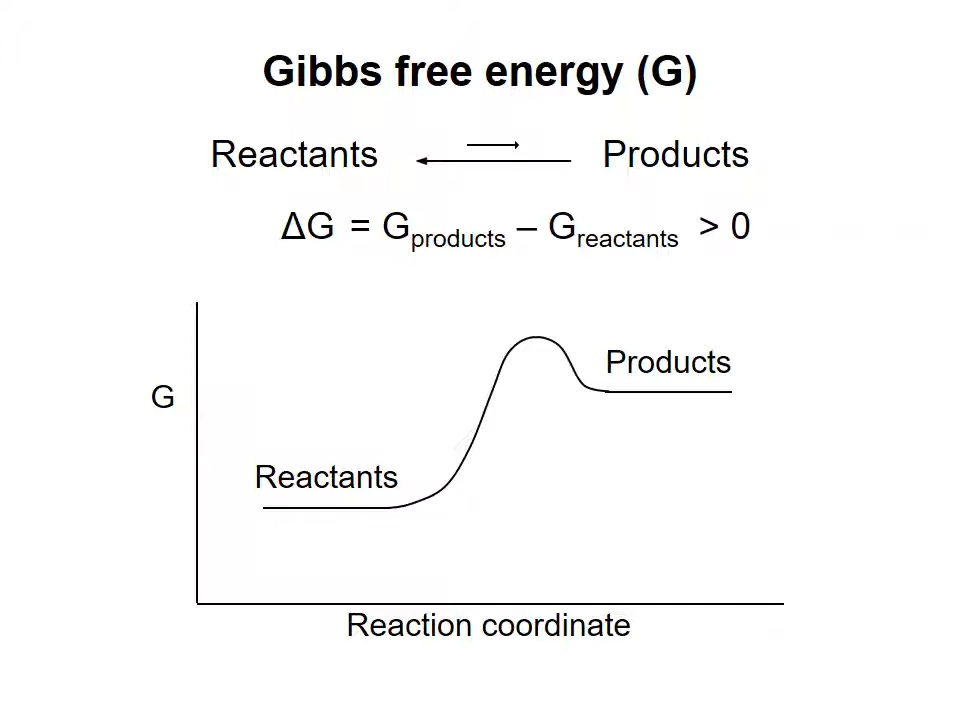 Gibbs free energy (G)
Reactants Products
ΔG = Gproducts – Greactants > 0
Products
G
Reactants
Reaction coordinate